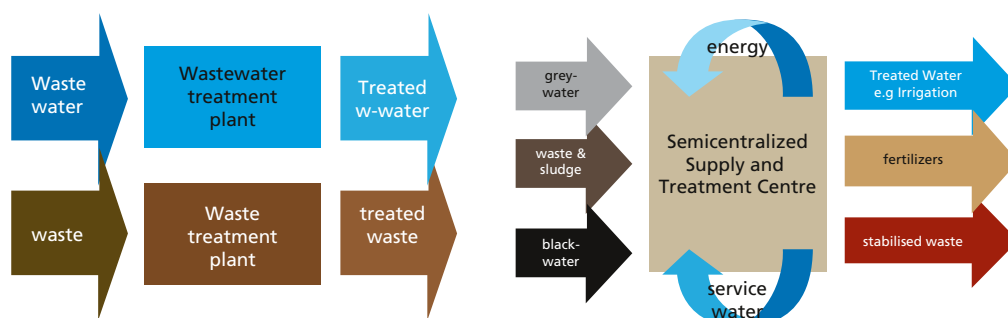 Waste
water
Wastewater
treatment
plant
Treated
w-water
waste
Waste
treatment
plant
treated
waste
grey-
water
waste &
sludge
black-
water
energy
Semicentralized
Supply and
Treatment Centre
service
water
Treated Water
e.g Irrigation
fertilizers
stabilised waste